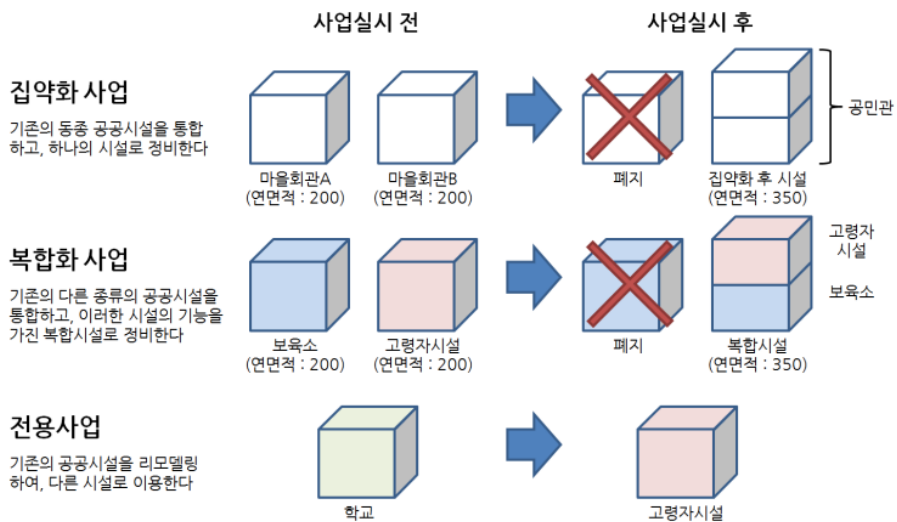 사업실시 전
사업실시 후
집약화 사업
기존의 동종 공공시설을 통합
하고, 하나의 시설로 정비한다
마을회관A
(연면적 : 200)
마을회관B
(연면적 : 200)
폐지
집약화 후 시설
(연면적 : 350)
공민관
복합화 사업
기존의 다른 종류의 공공시설을
통합하고, 이러한 시설의 기능을
가진 복합시설로 정비한다
보육소
(연면적 : 200)
고령자시설
(연면적 : 200)
폐지
복합시설
(연면적 : 350)
고령자
시설
보육소
전용사업
기존의 공공시설을 리모델링
하여, 다른 시설로 이용한다
학교
고령자시설